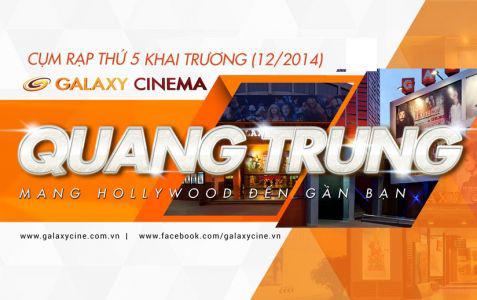 CỤM RẠP THỨ 5 KHAI TRƯƠNG (12/2014)
GALAXY CINEMA
QUANG TRUNG
MANG HOLLYWOOD ĐẾN GẦN BẠN
www.galaxycine.com.vn | www.facebook.com/galaxycine.vn